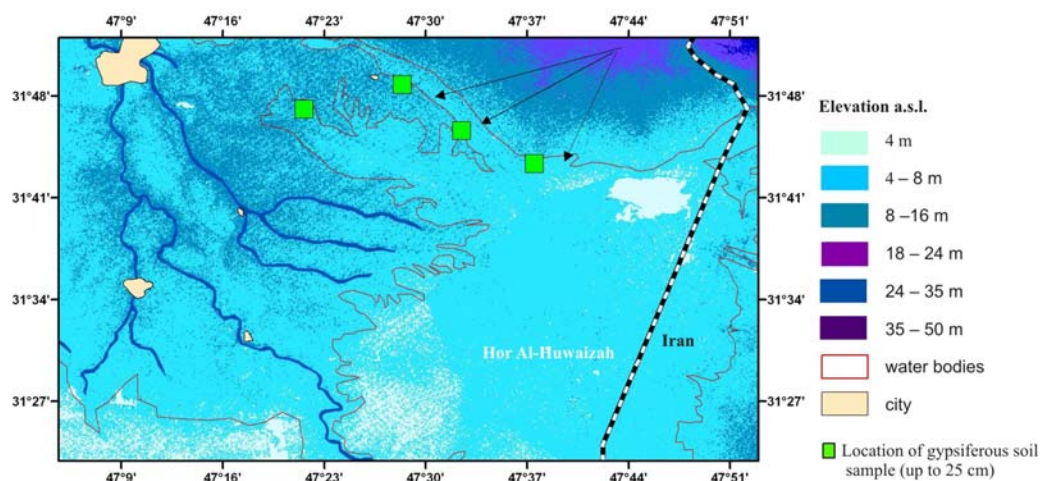 47°9' 47°16' 47°23' 47°30' 47°37' 47°44' 47°51'
31°48' 31°48'
31°41' 31°41'
31°34' 31°34'
31°27' 31°27'
Hor Al-Huwaizah Iran
47°9' 47°16' 47°23' 47°30' 47°37' 47°44' 47°51'
Elevation a.s.l.
4 m
4 – 8 m
8 –16 m
18 – 24 m
24 – 35 m
35 – 50 m
water bodies
city
Location of gypsiferous soil
sample (up to 25 cm)